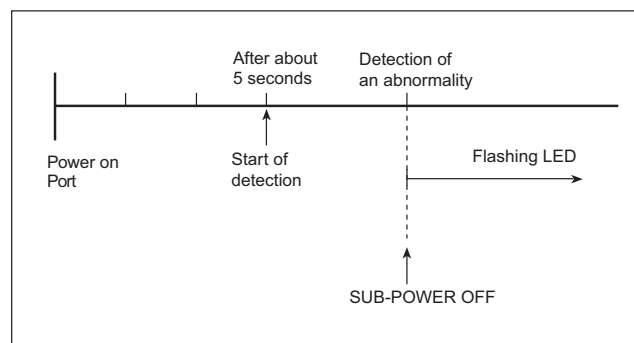 After about
5 seconds
Detection of
an abnormality
Power on
Port
Start of
detection
Flashing LED
SUB-POWER OFF